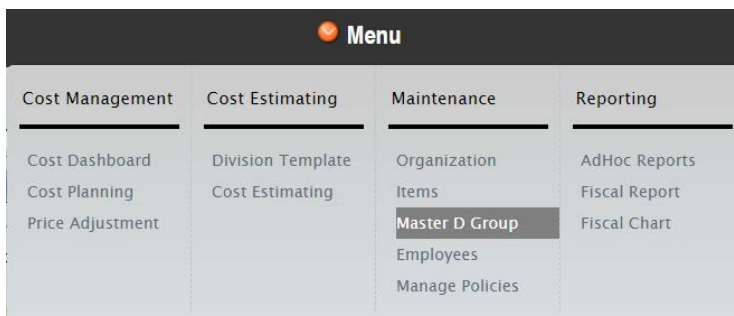 Menu
Cost Management
Cost Dashboard
Cost Planning
Price Adjustment
Cost Estimating
Division Template
Cost Estimating
Maintenance
Organization
Items
Master D Group
Employees
Manage Policies
Reporting
AdHoc Reports
Fiscal Report
Fiscal Chart